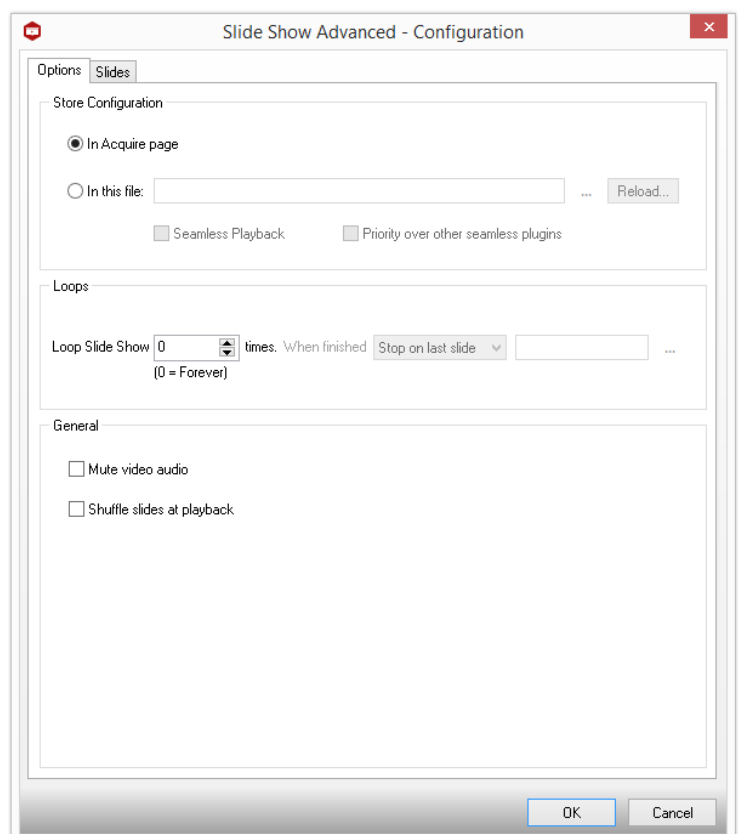 Slide Show Advanced - Configuration
Options Slides
Store Configuration
In Acquire page
In this file: ... Reload...
Seamless Playback Priority over other seamless plugins
Loops
Loop Slide Show 0 times. When finished Stop on last slide ...
(0 = Forever)
General
Mute video audio
Shuffle slides at playback
OK Cancel